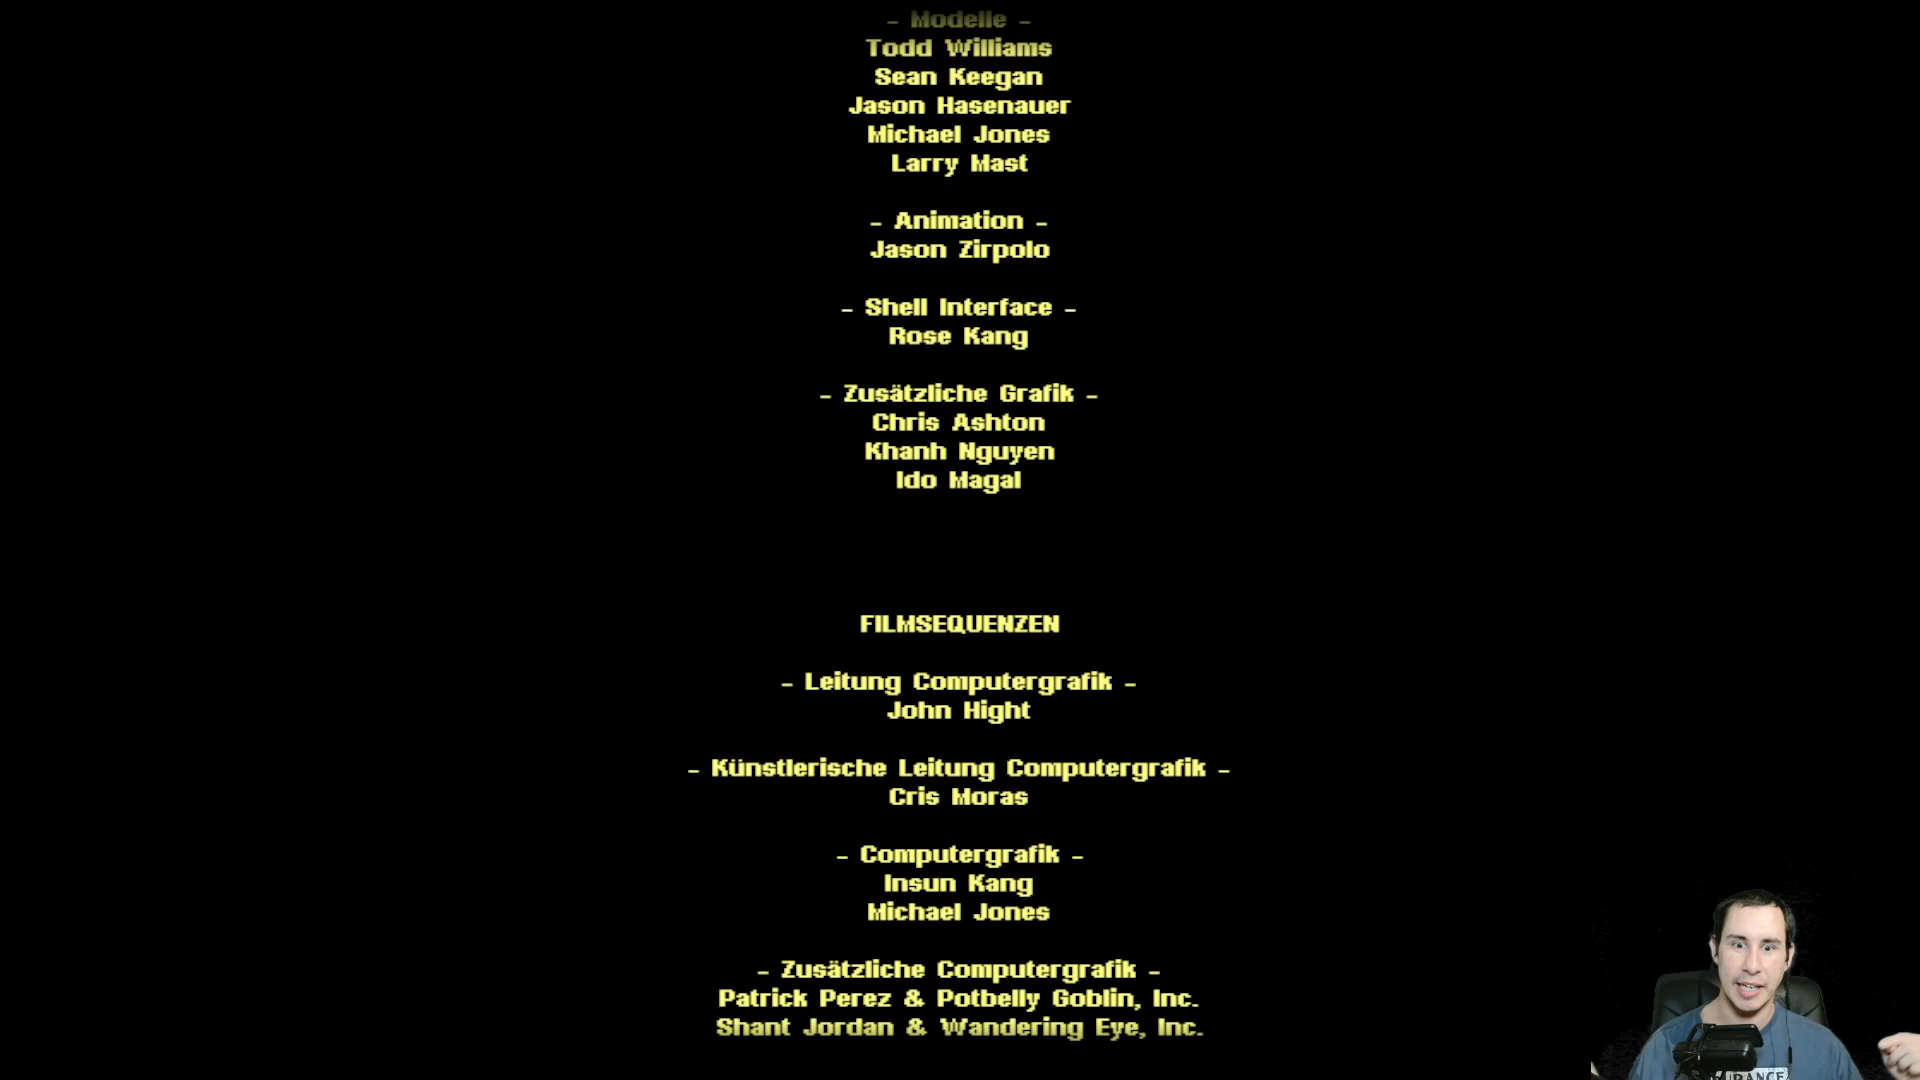 - Modelle -
Todd Williams
Sean Keegan
Jason Hasenauer
Michael Jones
Larry Mast
- Animation -
Jason Zirpolo
- Shell Interface -
Rose Kang
- Zusätzliche Grafik -
Chris Ashton
Khanh Nguyen
Ido Magal
FILMSEQUENZEN
- Leitung Computergrafik -
John Hight
- Künstlerische Leitung Computergrafik -
Cris Moras
- Computergrafik -
Insun Kang
Michael Jones
- Zusätzliche Computergrafik -
Patrick Perez & Potbelly Goblin, Inc.
Shant Jordan & Wandering Eye, Inc.